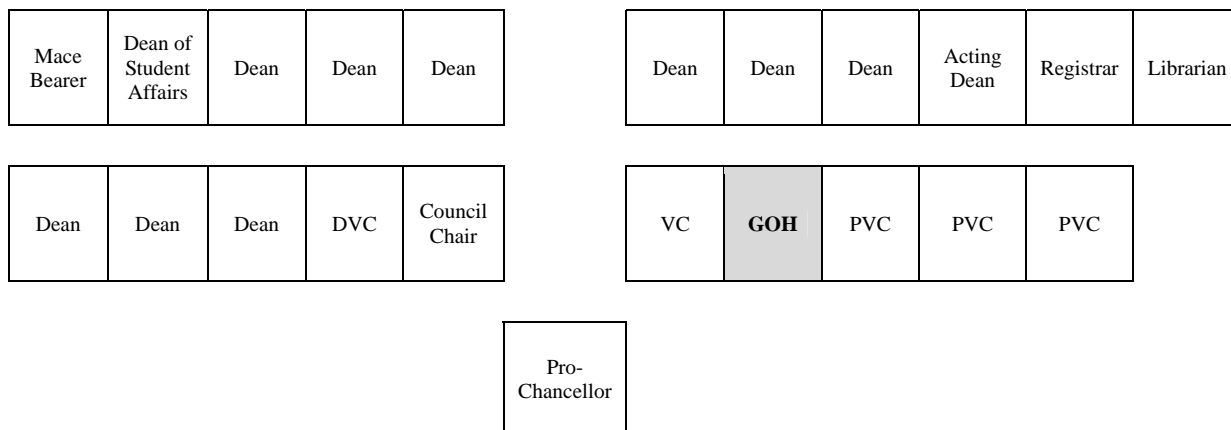 Mace
Bearer
Dean of
Student
Affairs
Dean
Dean
Dean
Dean
Dean
Dean
Acting
Dean
Registrar
Librarian
Dean
Dean
Dean
DVC
Council
Chair
VC
GOH
PVC
PVC
PVC
Pro-
Chancellor